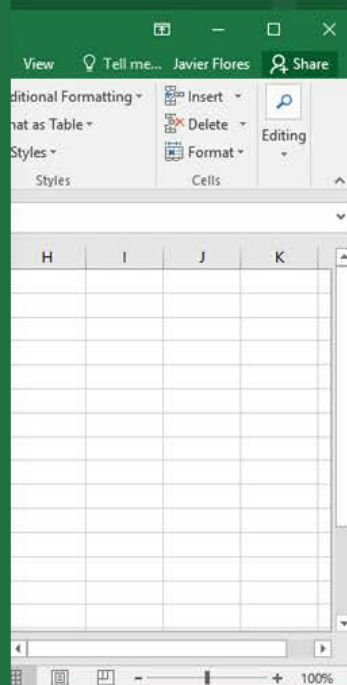 View Tell me... Javier Flores Share
ditional Formatting
nat as Table
Styles
Styles
Insert
Delete
Format
Cells
Editing
H I J K
100%